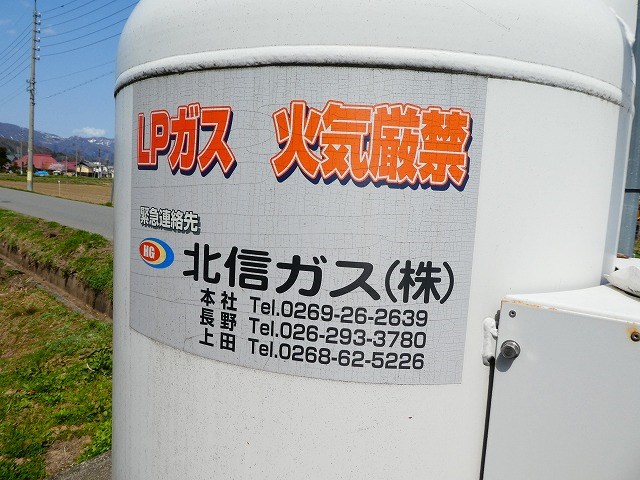 LPガス 火気厳禁
緊急連絡先
HG 北信ガス(株)
本社 Tel.0269-26-2639
長野 Tel.026-293-3780
上田 Tel.0268-62-5226